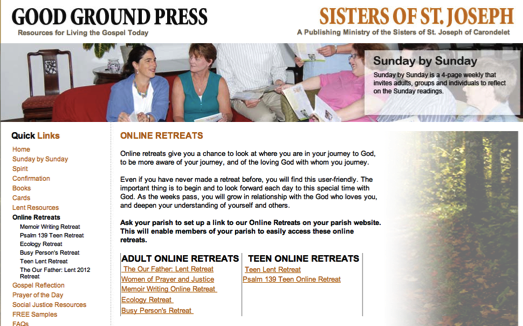 GOOD GROUND PRESS
Resources for Living the Gospel Today
SISTERS OF ST. JOSEPH
A Publishing Ministry of the Sisters of St. Joseph of Carondelet
Sunday by Sunday
Sunday by Sunday is a 4-page weekly that
invites adults, groups and individuals to reflect
on the Sunday readings.
Quick Links
Home
Sunday by Sunday
Spirit
Confirmation
Books
Cards
Lent Resources
Online Retreats
Memoir Writing Retreat
Psalm 139 Teen Retreat
Ecology Retreat
Busy Person's Retreat
The Our Father: Lent 2012
Retreat
Gospel Reflection
Prayer of the Day
Social Justice Resources
FREE Samples
FAQs
ONLINE RETREATS
Online retreats give you a chance to look at where you are in your journey to God,
to be more aware of your journey, and of the loving God with whom you journey.
Even if you have never made a retreat before, you will find this user-friendly. The
important thing is to begin and to look forward each day to this special time with
God. As the weeks pass, you will grow in relationship with the God who loves you,
and deepen your understanding of yourself and others.
Ask your parish to set up a link to our Online Retreats on your parish website.
This will enable members of your parish to easily access these online
retreats.
ADULT ONLINE RETREATS
The Our Father: Lent Retreat
Women of Prayer and Justice
Memoir Writing Online Retreat
Ecology Retreat
Busy Person's Retreat
TEEN ONLINE RETREATS
Teen Lent Retreat
Psalm 139 Teen Online Retreat